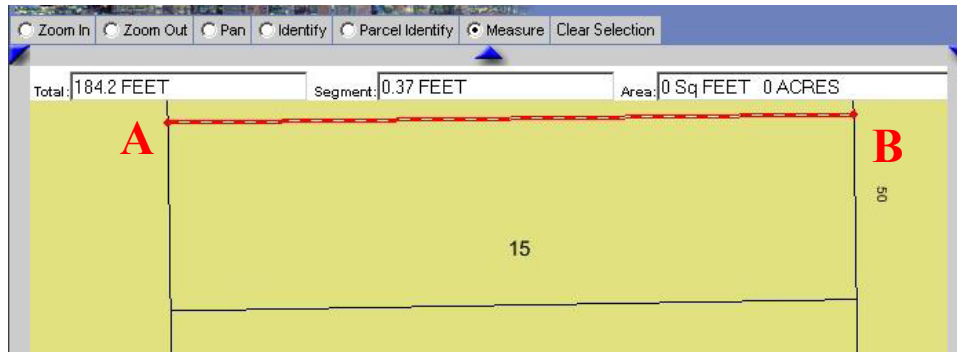 Zoom In Zoom Out Pan Identify Parcel Identify Measure Clear Selection
Total: 184.2 FEET Segment: 0.37 FEET Area: 0 Sq FEET 0 ACRES
A B
50
15